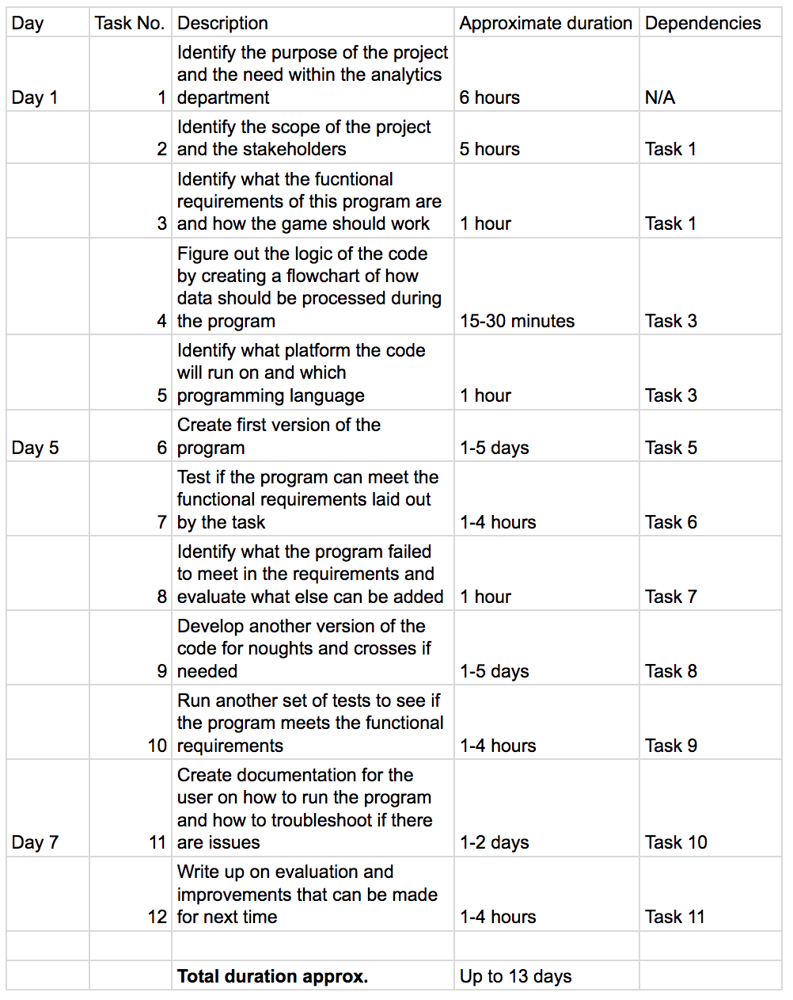 Day Task No. Description Approximate duration Dependencies
Identify the purpose of the project
and the need within the analytics
Day 1 1 department 6 hours N/A
Identify the scope of the project
2 and the stakeholders 5 hours Task 1
Identify what the fucntional
requirements of this program are
3 and how the game should work 1 hour Task 1
Figure out the logic of the code
by creating a flowchart of how
data should be processed during
4 the program 15-30 minutes Task 3
Identify what platform the code
will run on and which
5 programming language 1 hour Task 3
Create first version of the
Day 5 6 program 1-5 days Task 5
Test if the program can meet the
functional requirements laid out
7 by the task 1-4 hours Task 6
Identify what the program failed
to meet in the requirements and
8 evaluate what else can be added 1 hour Task 7
Develop another version of the
code for noughts and crosses if
9 needed 1-5 days Task 8
Run another set of tests to see if
the program meets the functional
10 requirements 1-4 hours Task 9
Create documentation for the
user on how to run the program
and how to troubleshoot if there
Day 7 11 are issues 1-2 days Task 10
Write up on evaluation and
improvements that can be made
12 for next time 1-4 hours Task 11
Total duration approx. Up to 13 days